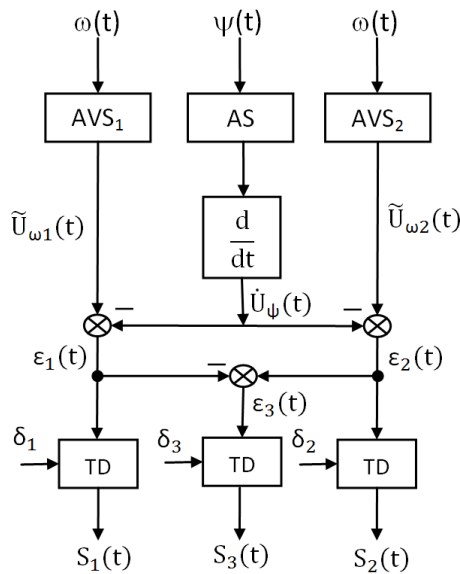 ω(t) ψ(t) ω(t)
AVS₁ AS AVS₂
Ũω1(t) d/dt Ũω2(t)
− U̇ψ(t) −
ε₁(t) − ε₂(t)
ε₃(t)
δ₁ TD δ₃ TD δ₂ TD
S₁(t) S₃(t) S₂(t)